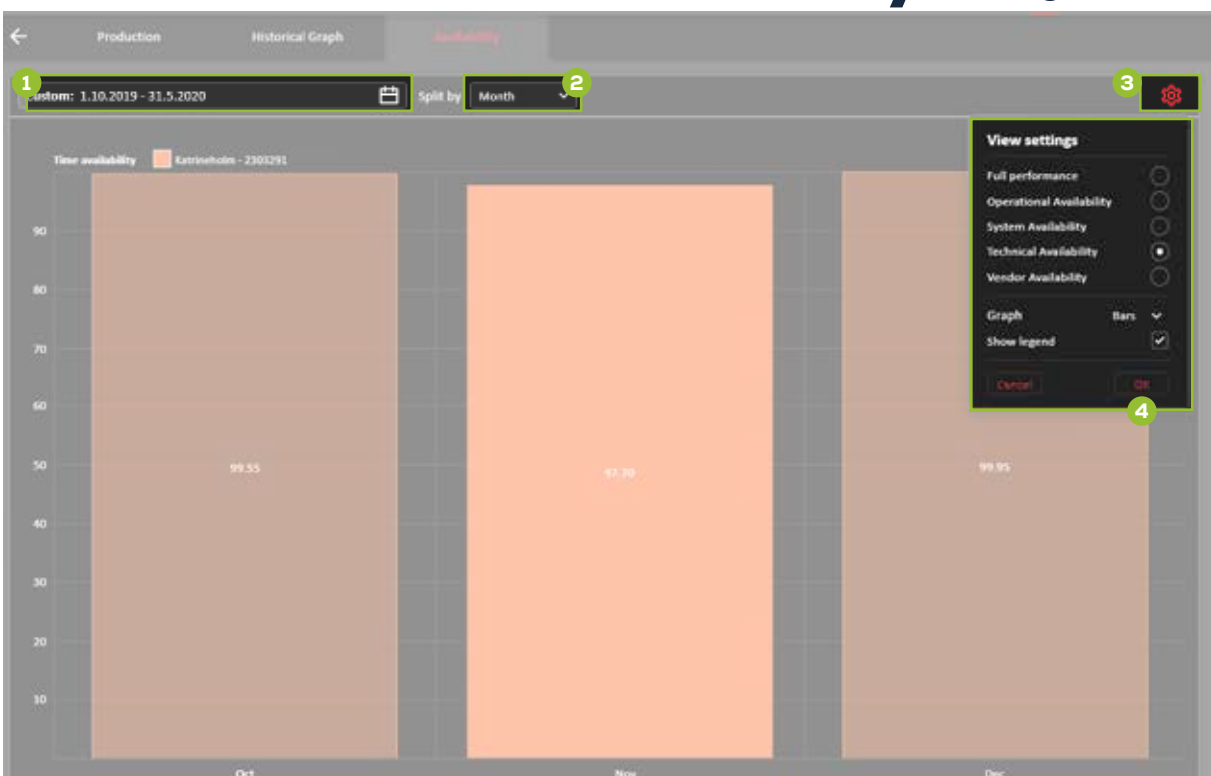 Production Historical Graph Availability
1 2 3
Custom: 1.10.2019 - 31.5.2020 Split by Month
View settings
Time availability Katrineholm - 2303291
Full performance
Operational Availability
System Availability
Technical Availability
Vendor Availability
Graph Bars
Show legend
Cancel OK
4
90
80
70
60
50
40
30
20
10
99.55 97.70 99.95
Oct Nov Dec